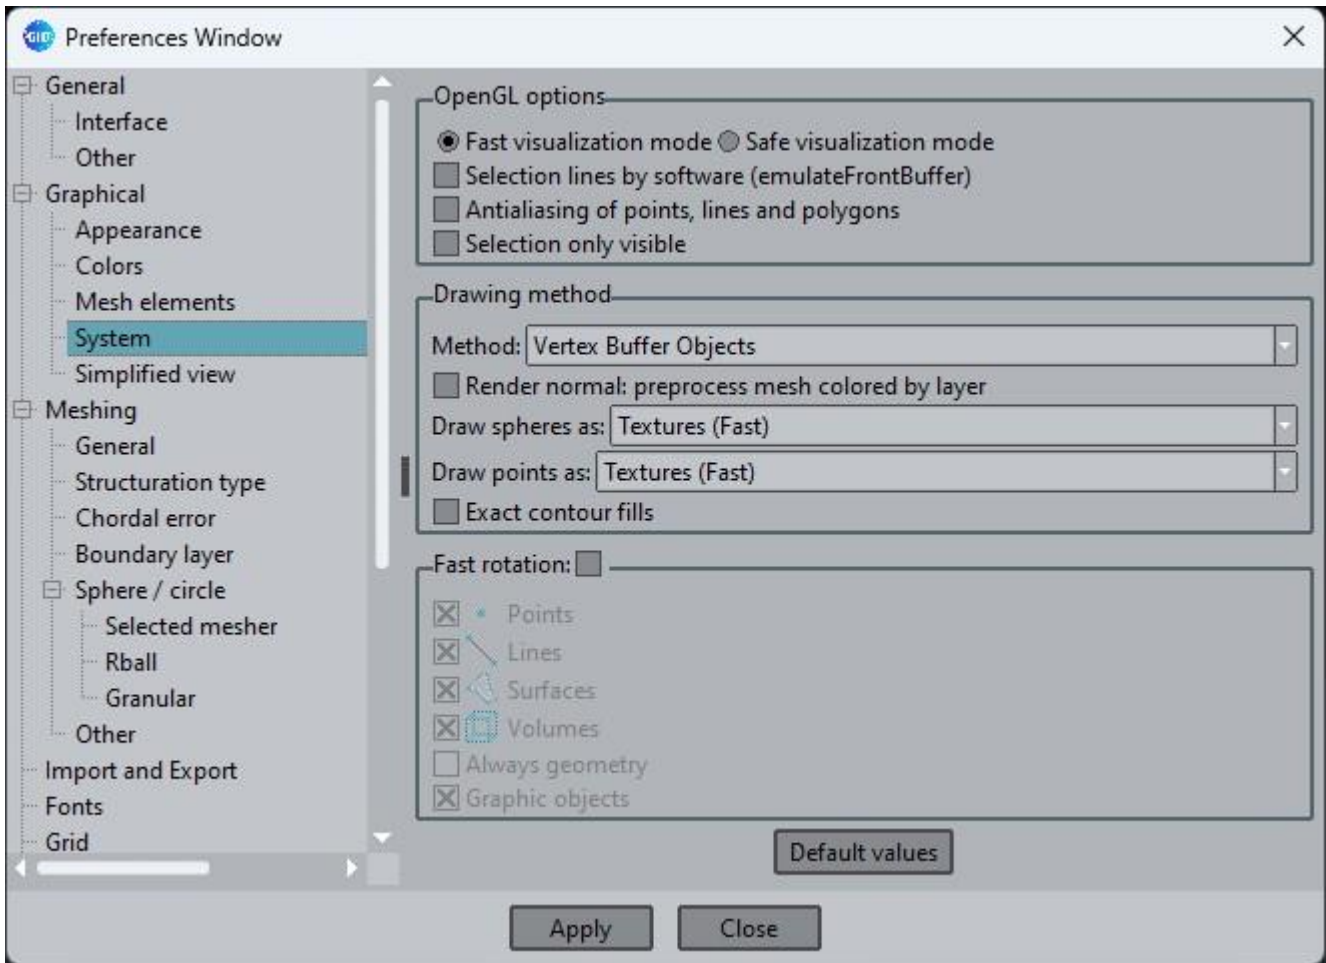 GiD Preferences Window
General
Interface
Other
Graphical
Appearance
Colors
Mesh elements
System
Simplified view
Meshing
General
Structuration type
Chordal error
Boundary layer
Sphere / circle
Selected mesher
Rball
Granular
Other
Import and Export
Fonts
Grid
OpenGL options
Fast visualization mode Safe visualization mode
Selection lines by software (emulateFrontBuffer)
Antialiasing of points, lines and polygons
Selection only visible
Drawing method
Method: Vertex Buffer Objects
Render normal: preprocess mesh colored by layer
Draw spheres as: Textures (Fast)
Draw points as: Textures (Fast)
Exact contour fills
Fast rotation:
Points
Lines
Surfaces
Volumes
Always geometry
Graphic objects
Default values
Apply Close